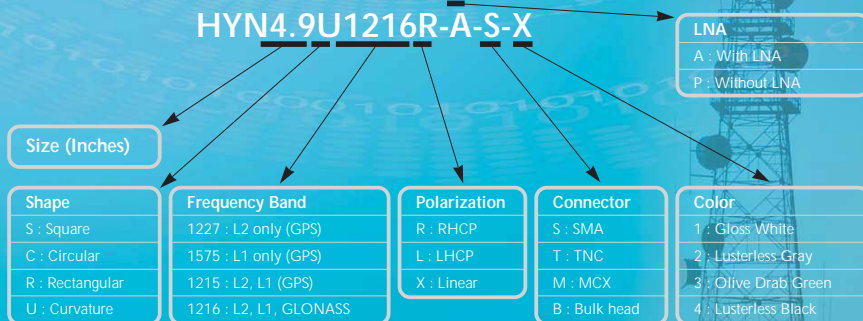 HYN4.9U1216R-A-S-X
LNA
A : With LNA
P : Without LNA
Size (Inches)
Shape
S : Square
C : Circular
R : Rectangular
U : Curvature
Frequency Band
1227 : L2 only (GPS)
1575 : L1 only (GPS)
1215 : L2, L1 (GPS)
1216 : L2, L1, GLONASS
Polarization
R : RHCP
L : LHCP
X : Linear
Connector
S : SMA
T : TNC
M : MCX
B : Bulk head
Color
1 : Gloss White
2 : Lusterless Gray
3 : Olive Drab Green
4 : Lusterless Black